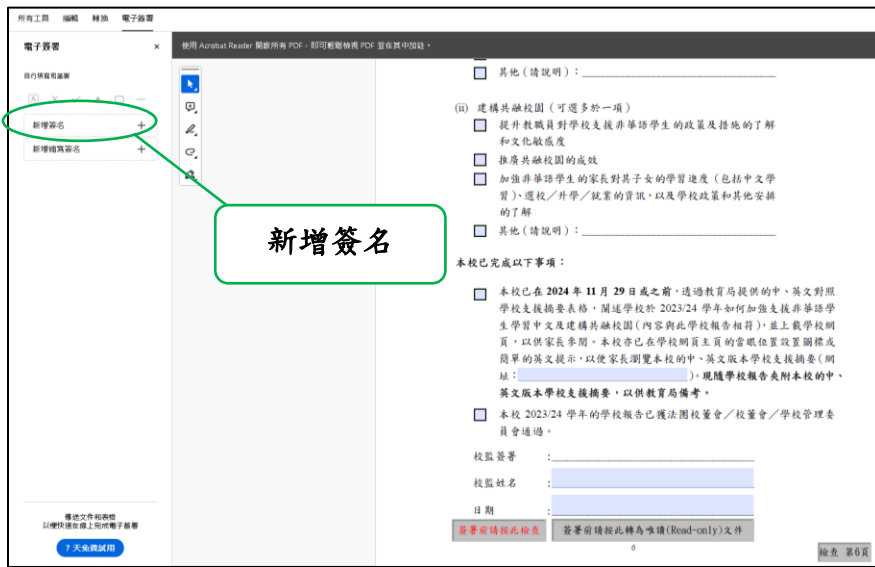 所有工具 編輯 轉換 電子簽署
電子簽署 ×
使用 Acrobat Reader 開啟所有 PDF，即可輕鬆檢視 PDF 並在其中加註。
自行填寫和簽署
新增簽名 +
新增縮寫簽名 +
新增簽名
□ 其他(請說明)：
(ii) 建構共融校園 (可選多於一項)
□ 提升教職員對學校支援非華語學生的政策及措施的了解
和文化敏感度
□ 推廣共融校園的成效
□ 加強非華語學生的家長對其子女的學習進度 (包括中文學
習)、選校／升學／就業的資訊，以及學校政策和其他安排
的了解
□ 其他(請說明)：
本校已完成以下事項：
□ 本校已在 2024 年 11 月 29 日或之前，透過教育局提供的中、英文對照
學校支援摘要表格，闡述學校於 2023/24 學年如何加強支援非華語學
生學習中文及建構共融校園(內容與此學校報告相符)，並上載學校網
頁，以供家長參閱。本校亦已在學校網頁主頁的當眼位置設置圖標或
簡單的英文提示，以便家長瀏覽本校的中、英文版本學校支援摘要(網
址：)。現隨學校報告夾附本校的中、
英文版本學校支援摘要，以供教育局備考。
□ 本校 2023/24 學年的學校報告已獲法團校董會／校董會／學校管理委
員會通過。
校監簽署 :
校監姓名 :
日期 :
簽署前請按此檢查 簽署前請按此轉為唯讀(Read-only)文件
6
檢查 第6頁
傳送文件和表格
以便快速在線上完成電子簽署
7 天免費試用